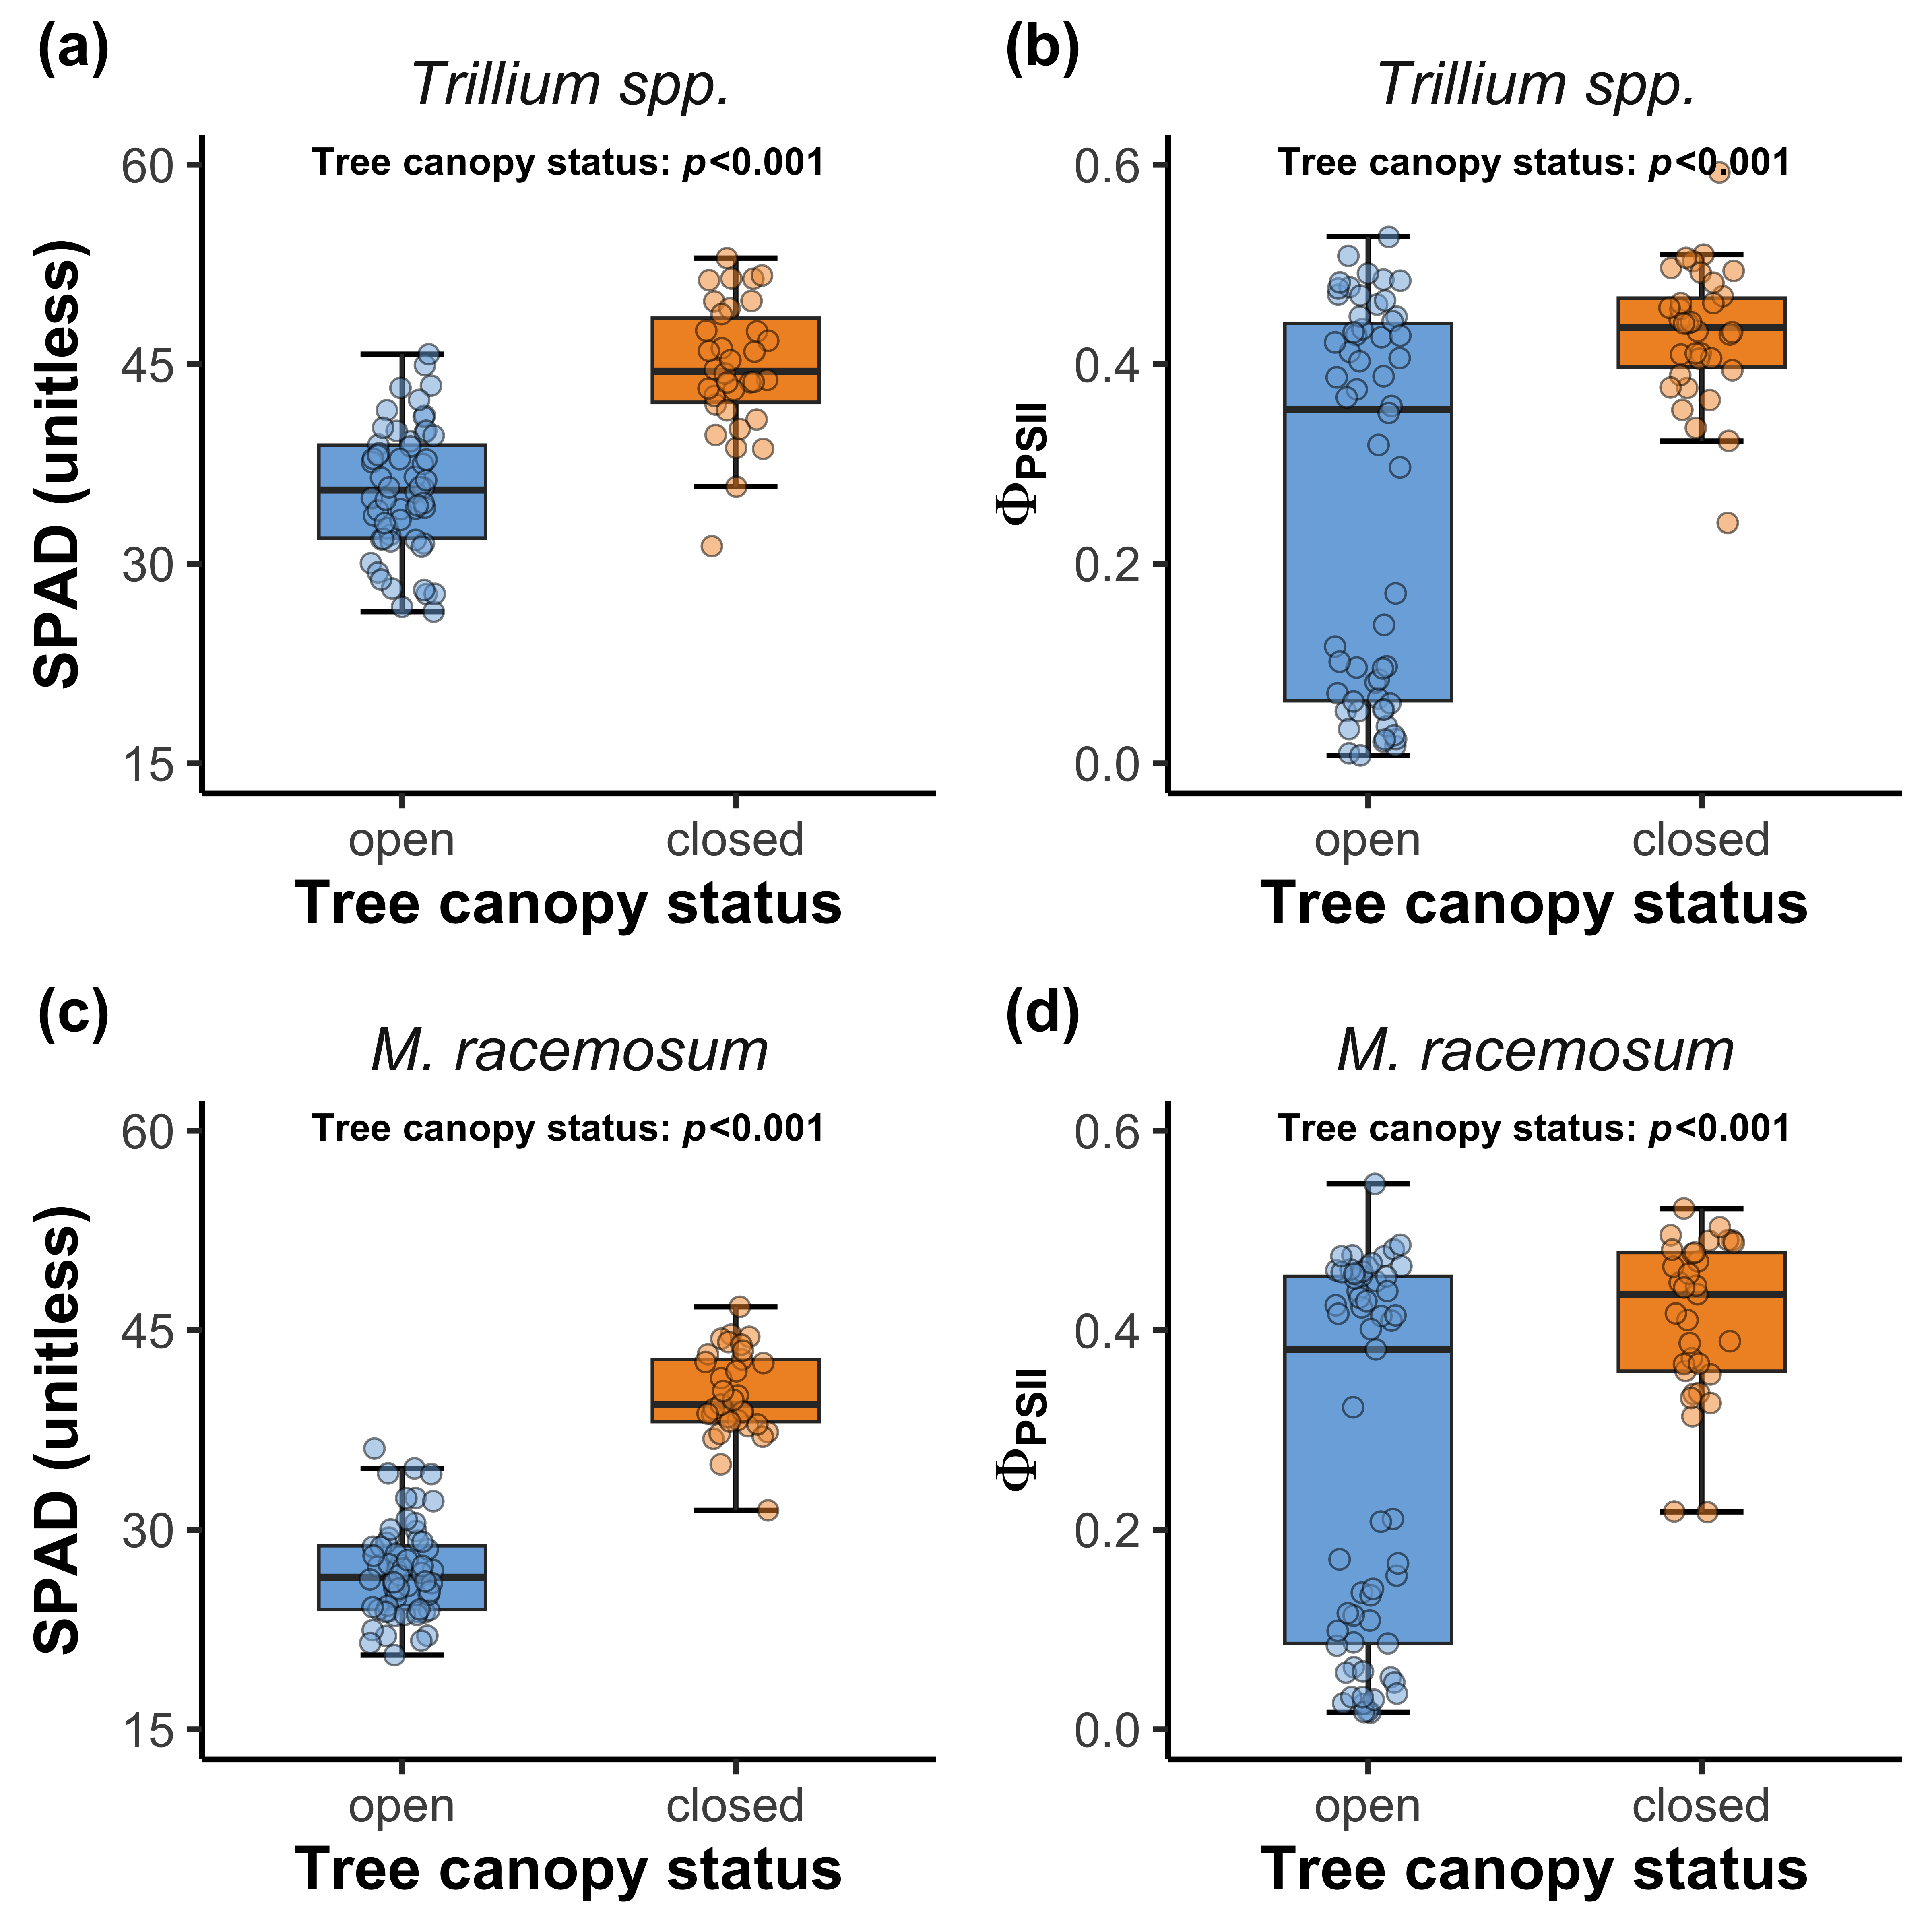 (a)
Trillium spp.
Tree canopy status: p<0.001
60
45
30
15
SPAD (unitless)
open closed
Tree canopy status
(b)
Trillium spp.
Tree canopy status: p<0.001
0.6
0.4
0.2
0.0
ΦPSII
open closed
Tree canopy status
(c)
M. racemosum
Tree canopy status: p<0.001
60
45
30
15
SPAD (unitless)
open closed
Tree canopy status
(d)
M. racemosum
Tree canopy status: p<0.001
0.6
0.4
0.2
0.0
ΦPSII
open closed
Tree canopy status